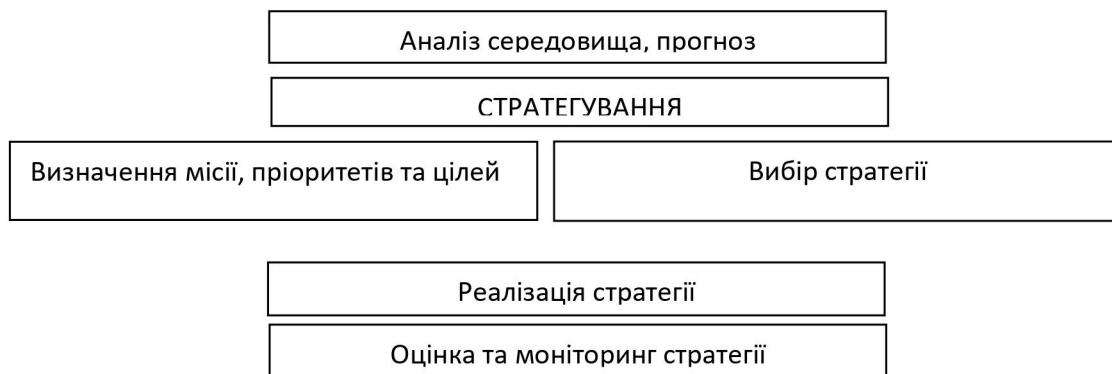 Аналіз середовища, прогноз
СТРАТЕГУВАННЯ
Визначення місії, пріоритетів та цілей
Вибір стратегії
Реалізація стратегії
Оцінка та моніторинг стратегії